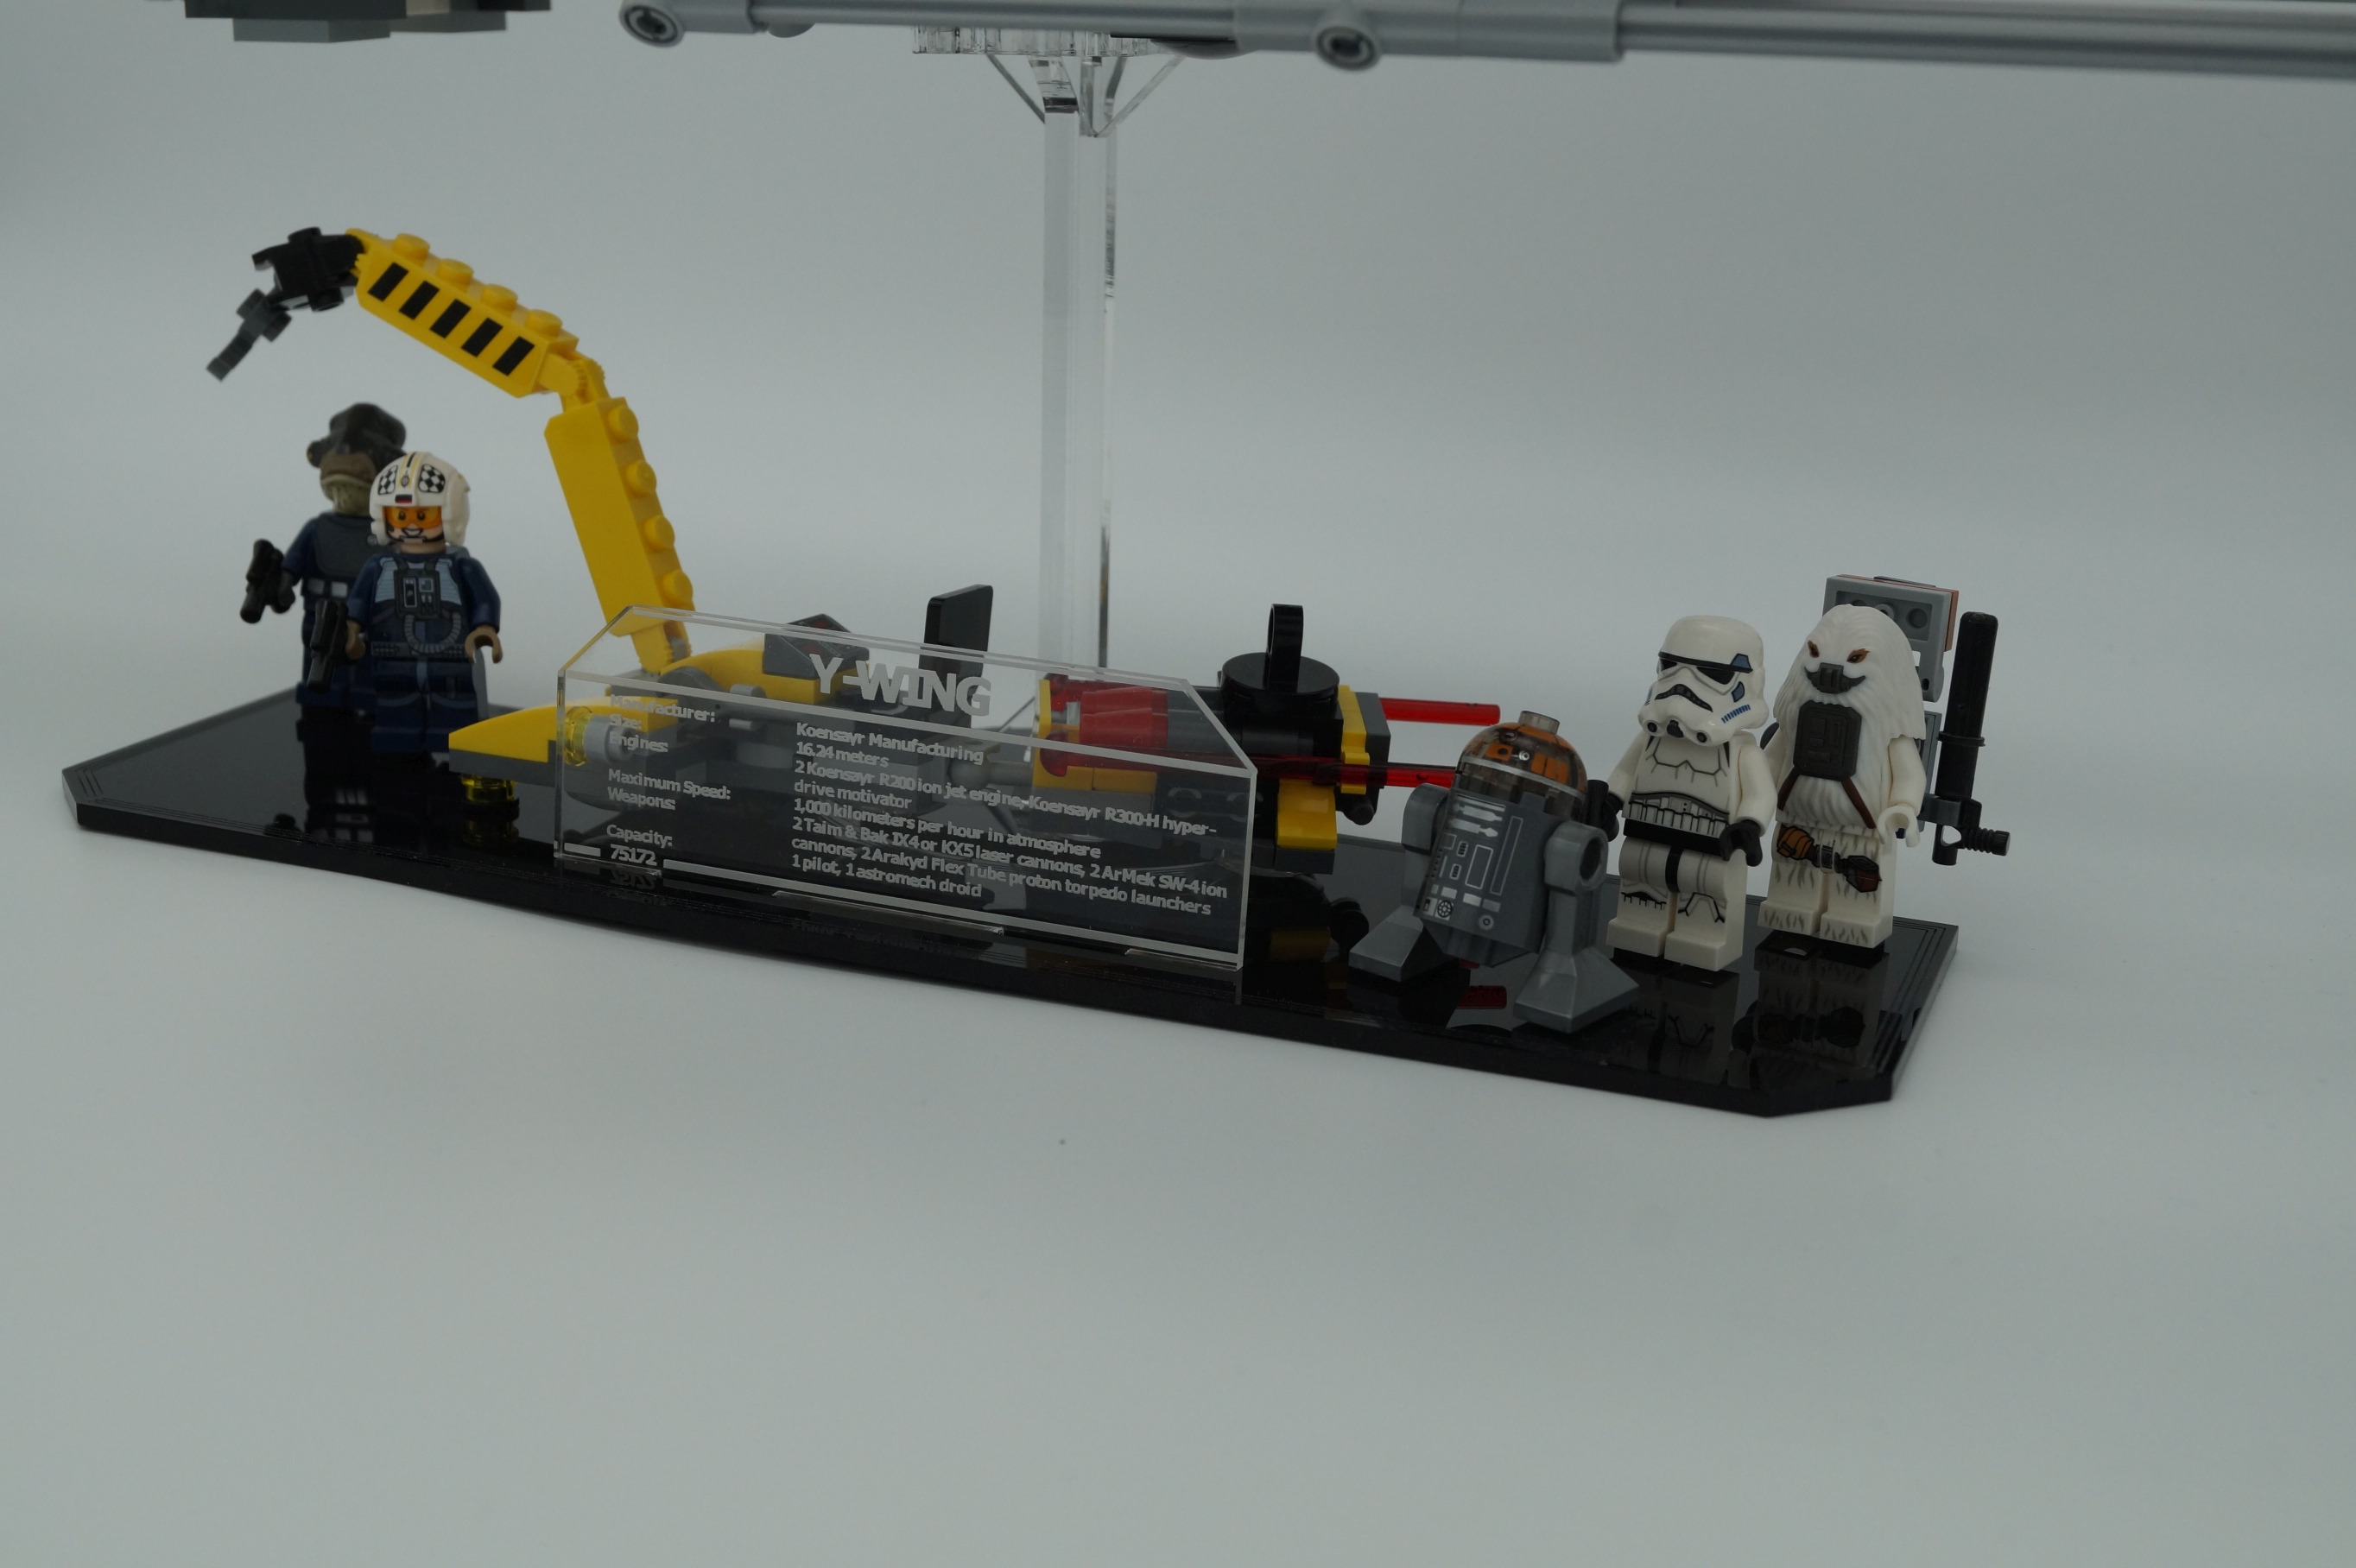 Y-WING
Manufacturer: Koensayr Manufacturing
Size: 16.24 meters
Engines: 2 Koensayr R200 ion jet engine, Koensayr R300-H hyper-
drive motivator
Maximum Speed: 1,000 kilometers per hour in atmosphere
Weapons: 2 Taim & Bak IX4 or KX5 laser cannons, 2 ArMek SW-4 ion
cannons, 2 Arakyd Flex Tube proton torpedo launchers
Capacity: 1 pilot, 1 astromech droid
75172